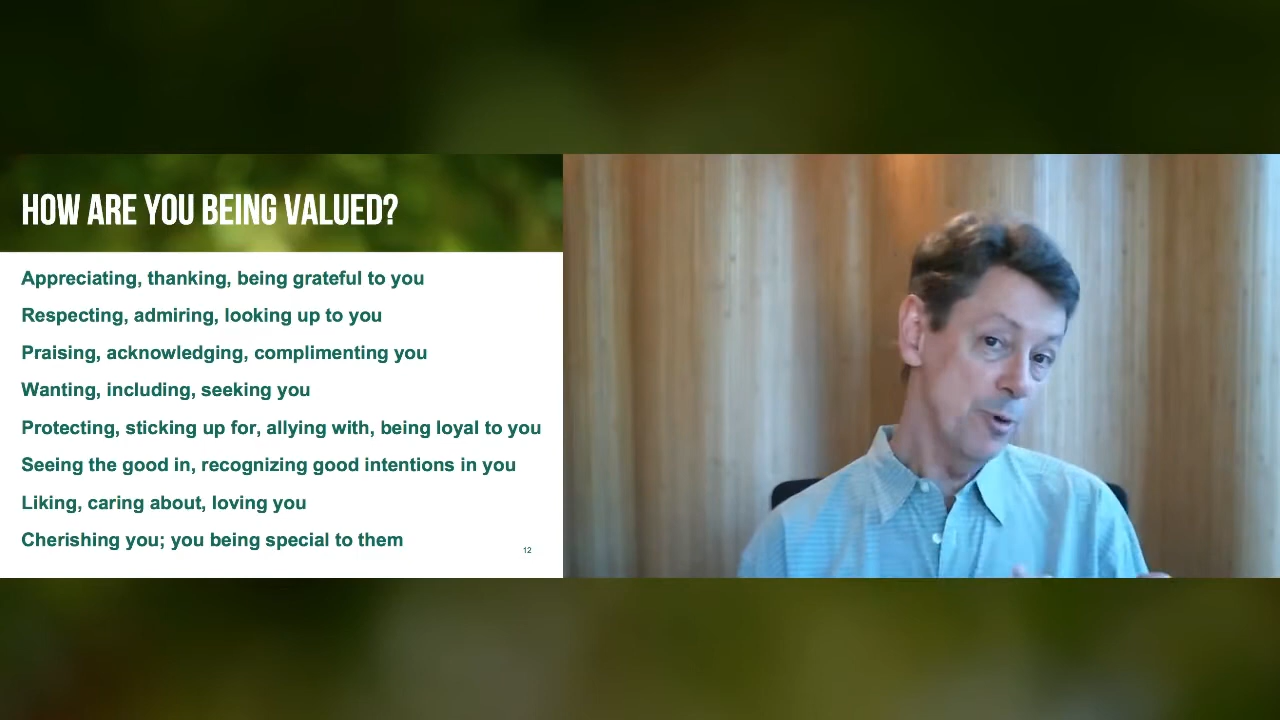 HOW ARE YOU BEING VALUED?
Appreciating, thanking, being grateful to you
Respecting, admiring, looking up to you
Praising, acknowledging, complimenting you
Wanting, including, seeking you
Protecting, sticking up for, allying with, being loyal to you
Seeing the good in, recognizing good intentions in you
Liking, caring about, loving you
Cherishing you; you being special to them
12